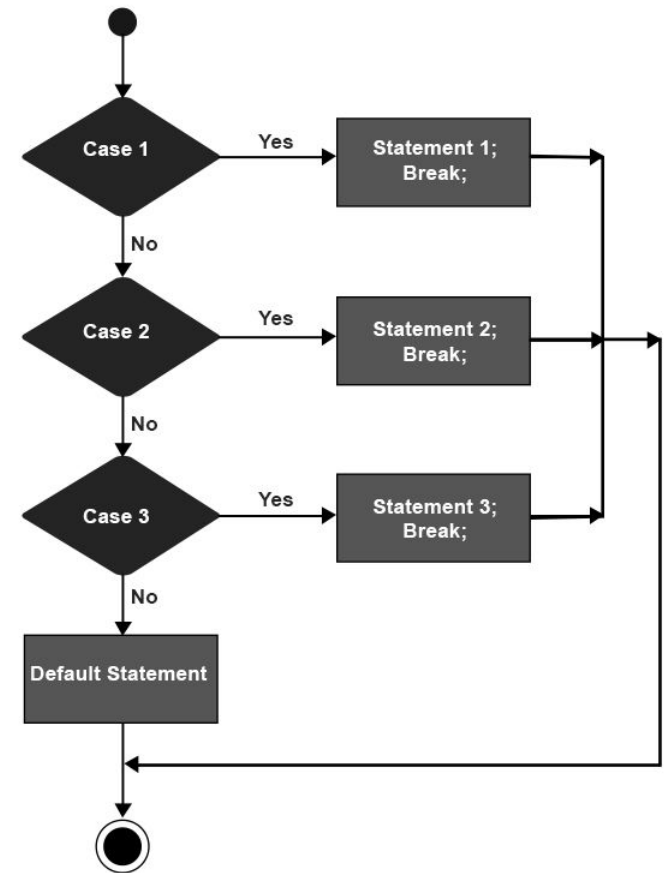 Case 1
Yes
Statement 1;
Break;
No
Case 2
Yes
Statement 2;
Break;
No
Case 3
Yes
Statement 3;
Break;
No
Default Statement